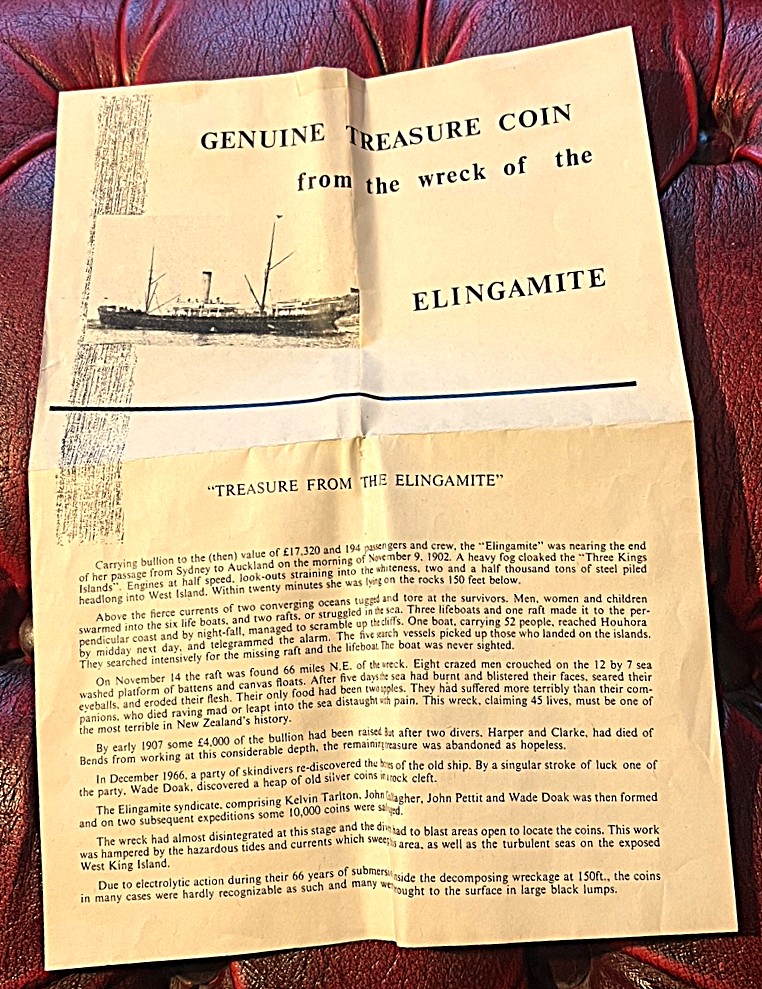 GENUINE TREASURE COIN
from the wreck of the
ELINGAMITE
"TREASURE FROM THE ELINGAMITE"
Carrying bullion to the (then) value of £17,320 and 194 passengers and crew, the "Elingamite" was nearing the end
of her passage from Sydney to Auckland on the morning of November 9, 1902. A heavy fog cloaked the "Three Kings
Islands". Engines at half speed, look-outs straining into the whiteness, two and a half thousand tons of steel piled
headlong into West Island. Within twenty minutes she was lying on the rocks 150 feet below.
Above the fierce currents of two converging oceans tugged and tore at the survivors. Men, women and children
swarmed into the six life boats, and two rafts, or struggled in the sea. Three lifeboats and one raft made it to the per-
pendicular coast and by night-fall, managed to scramble up the cliffs. One boat, carrying 52 people, reached Houhora
by midday next day, and telegrammed the alarm. The five search vessels picked up those who landed on the islands.
They searched intensively for the missing raft and the lifeboat. The boat was never sighted.
On November 14 the raft was found 66 miles N.E. of the wreck. Eight crazed men crouched on the 12 by 7 sea
washed platform of battens and canvas floats. After five days the sea had burnt and blistered their faces, seared their
eyeballs, and eroded their flesh. Their only food had been two apples. They had suffered more terribly than their com-
panions, who died raving mad or leapt into the sea distaught with pain. This wreck, claiming 45 lives, must be one of
the most terrible in New Zealand's history.
By early 1907 some £4,000 of the bullion had been raised but after two divers, Harper and Clarke, had died of
Bends from working at this considerable depth, the remaining treasure was abandoned as hopeless.
In December 1966, a party of skindivers re-discovered the bones of the old ship. By a singular stroke of luck one of
the party, Wade Doak, discovered a heap of old silver coins in rock cleft.
The Elingamite syndicate, comprising Kelvin Tarlton, John Gallagher, John Pettit and Wade Doak was then formed
and on two subsequent expeditions some 10,000 coins were
The wreck had almost disintegrated at this stage and the had to blast areas open to locate the coins. This work
was hampered by the hazardous tides and currents which area, as well as the turbulent seas on the exposed
West King Island.
Due to electrolytic action during their 66 years of inside the decomposing wreckage at 150ft., the coins
in many cases were hardly recognizable as such and many to the surface in large black lumps.